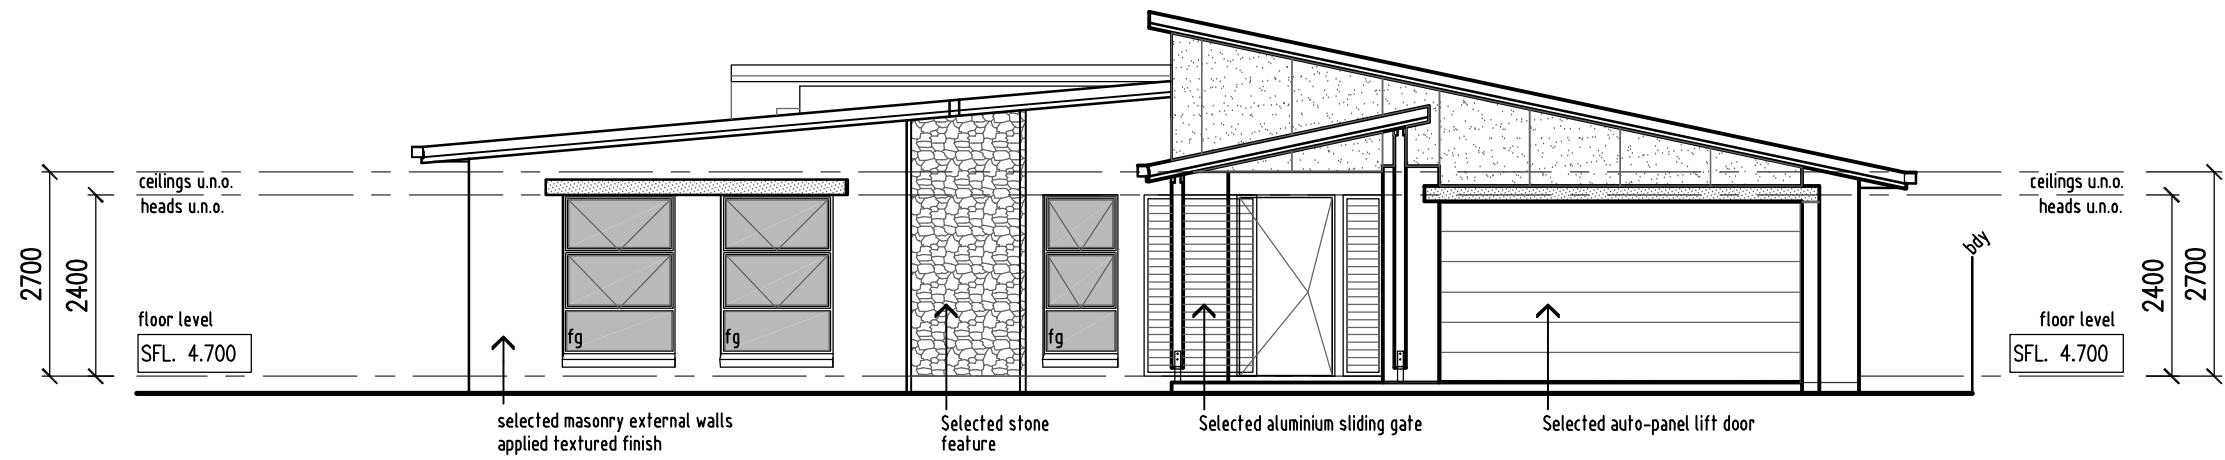 ceilings u.n.o.
heads u.n.o.
2700
2400
floor level
SFL. 4.700
fg
fg
fg
selected masonry external walls
applied textured finish
Selected stone
feature
Selected aluminium sliding gate
Selected auto-panel lift door
bdy
ceilings u.n.o.
heads u.n.o.
2400
2700
floor level
SFL. 4.700